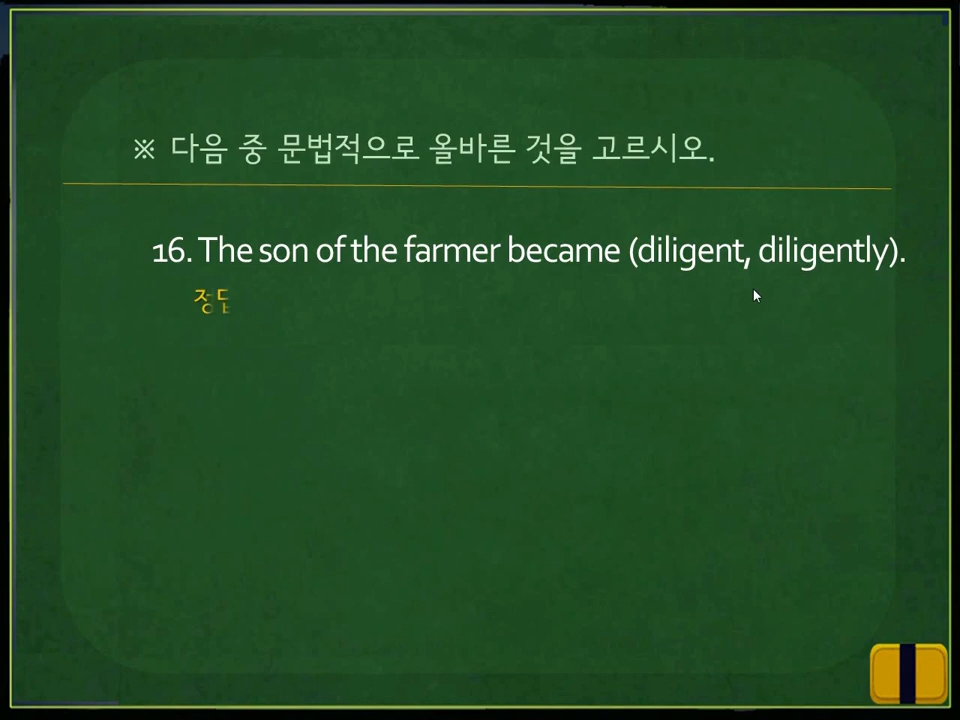 ※ 다음 중 문법적으로 올바른 것을 고르시오.
16. The son of the farmer became (diligent, diligently).